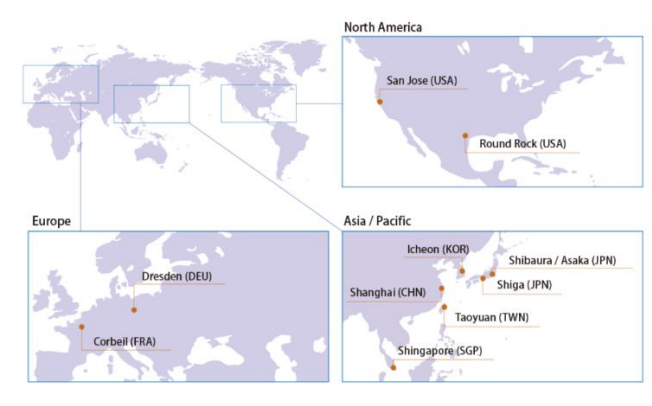 North America
San Jose (USA)
Round Rock (USA)
Europe
Dresden (DEU)
Corbeil (FRA)
Asia / Pacific
Icheon (KOR)
Shibaura / Asaka (JPN)
Shanghai (CHN)
Shiga (JPN)
Taoyuan (TWN)
Shingapore (SGP)